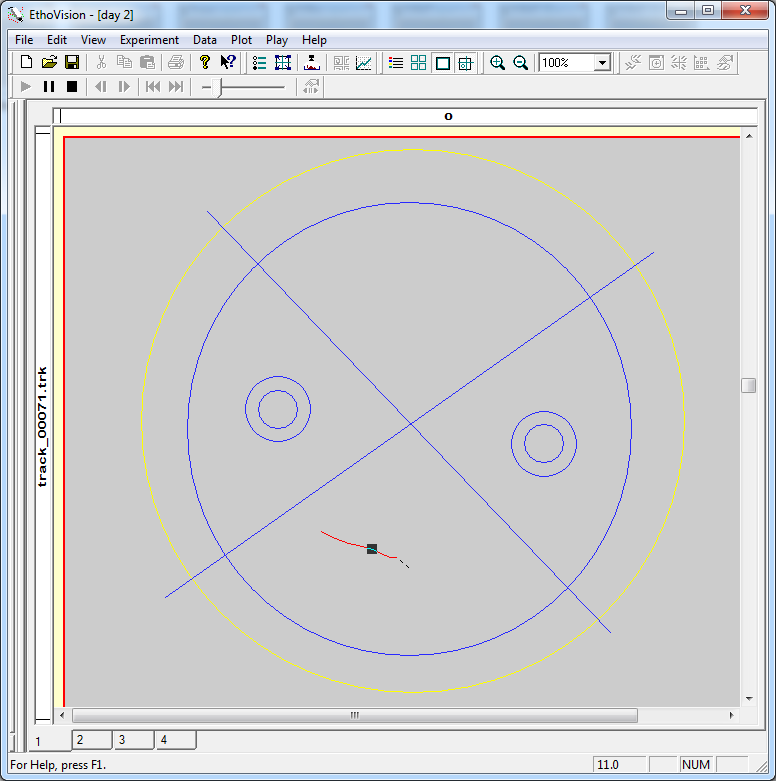 EthoVision - [day 2]
File Edit View Experiment Data Plot Play Help
100%
o
track_00071.trk
1 2 3 4
For Help, press F1. 11.0 NUM